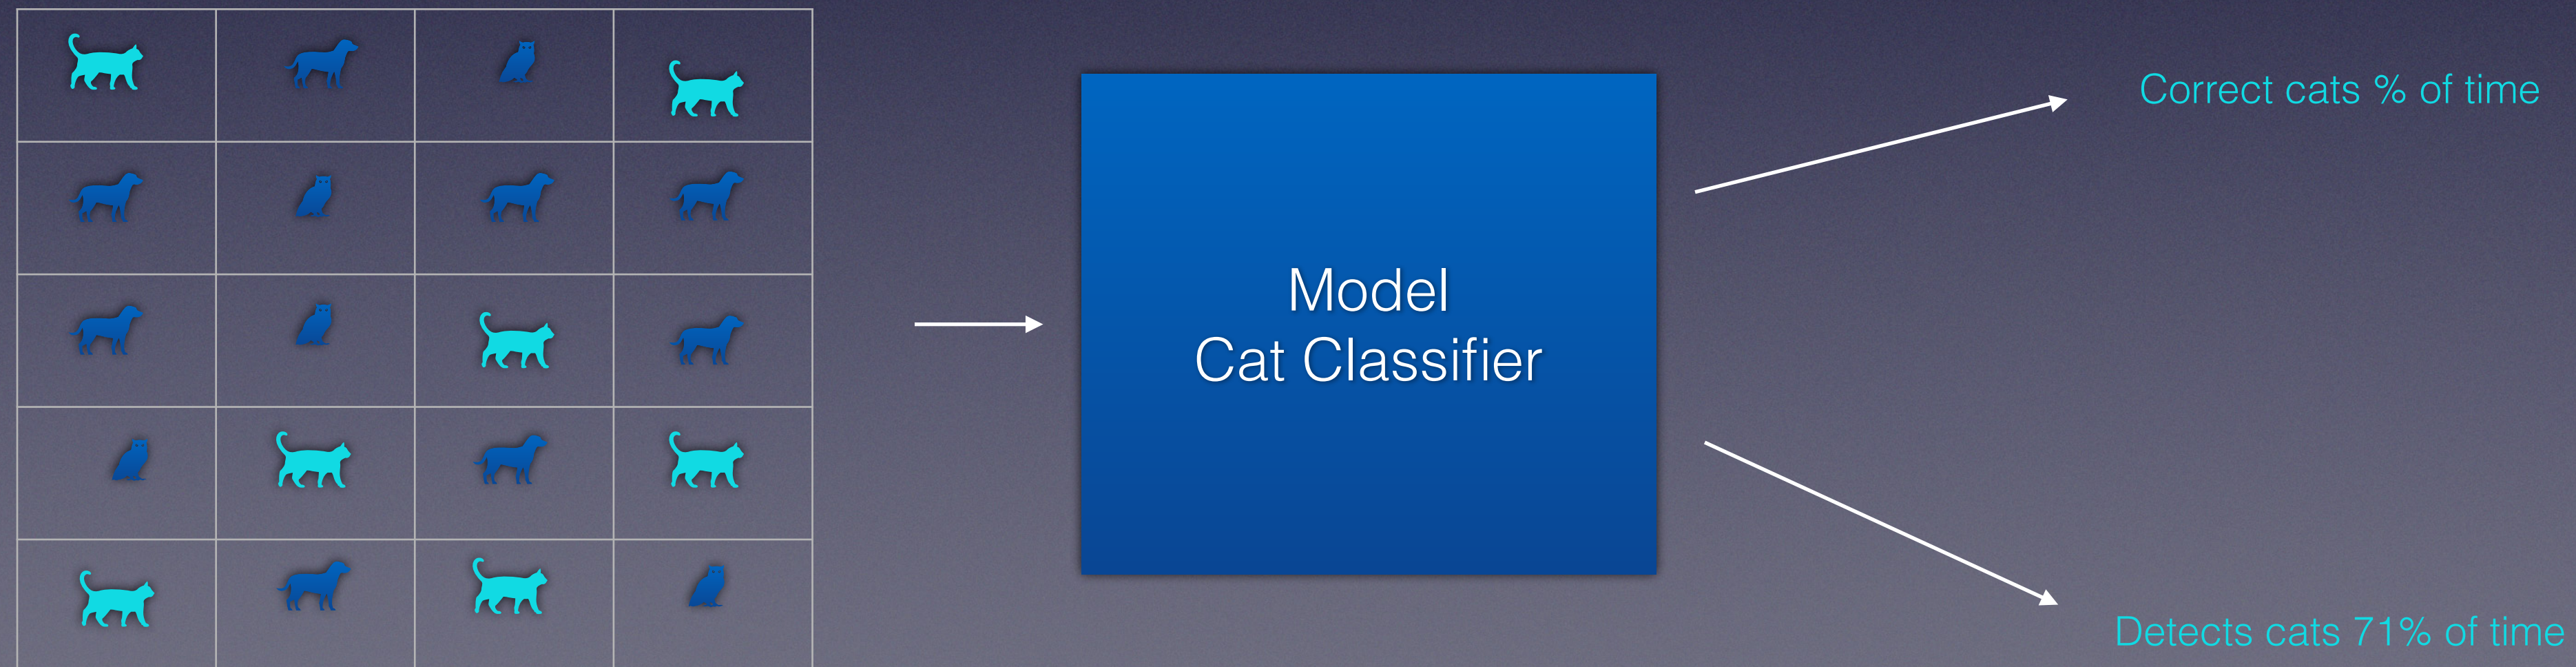 Correct cats % of time
Model
Cat Classifier
Detects cats 71% of time